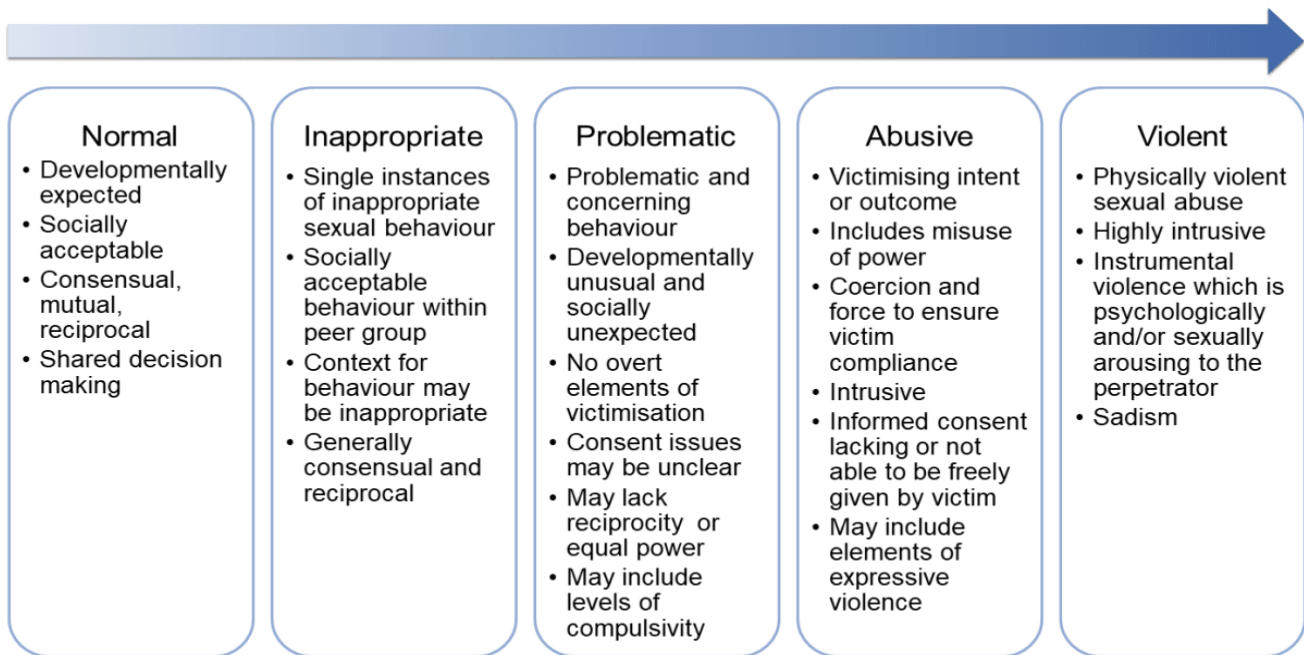 Normal
• Developmentally
expected
• Socially
acceptable
• Consensual,
mutual,
reciprocal
• Shared decision
making
Inappropriate
• Single instances
of inappropriate
sexual behaviour
• Socially
acceptable
behaviour within
peer group
• Context for
behaviour may
be inappropriate
• Generally
consensual and
reciprocal
Problematic
• Problematic and
concerning
behaviour
• Developmentally
unusual and
socially
unexpected
• No overt
elements of
victimisation
• Consent issues
may be unclear
• May lack
reciprocity or
equal power
• May include
levels of
compulsivity
Abusive
• Victimising intent
or outcome
• Includes misuse
of power
• Coercion and
force to ensure
victim
compliance
• Intrusive
• Informed consent
lacking or not
able to be freely
given by victim
• May include
elements of
expressive
violence
Violent
• Physically violent
sexual abuse
• Highly intrusive
• Instrumental
violence which is
psychologically
and/or sexually
arousing to the
perpetrator
• Sadism